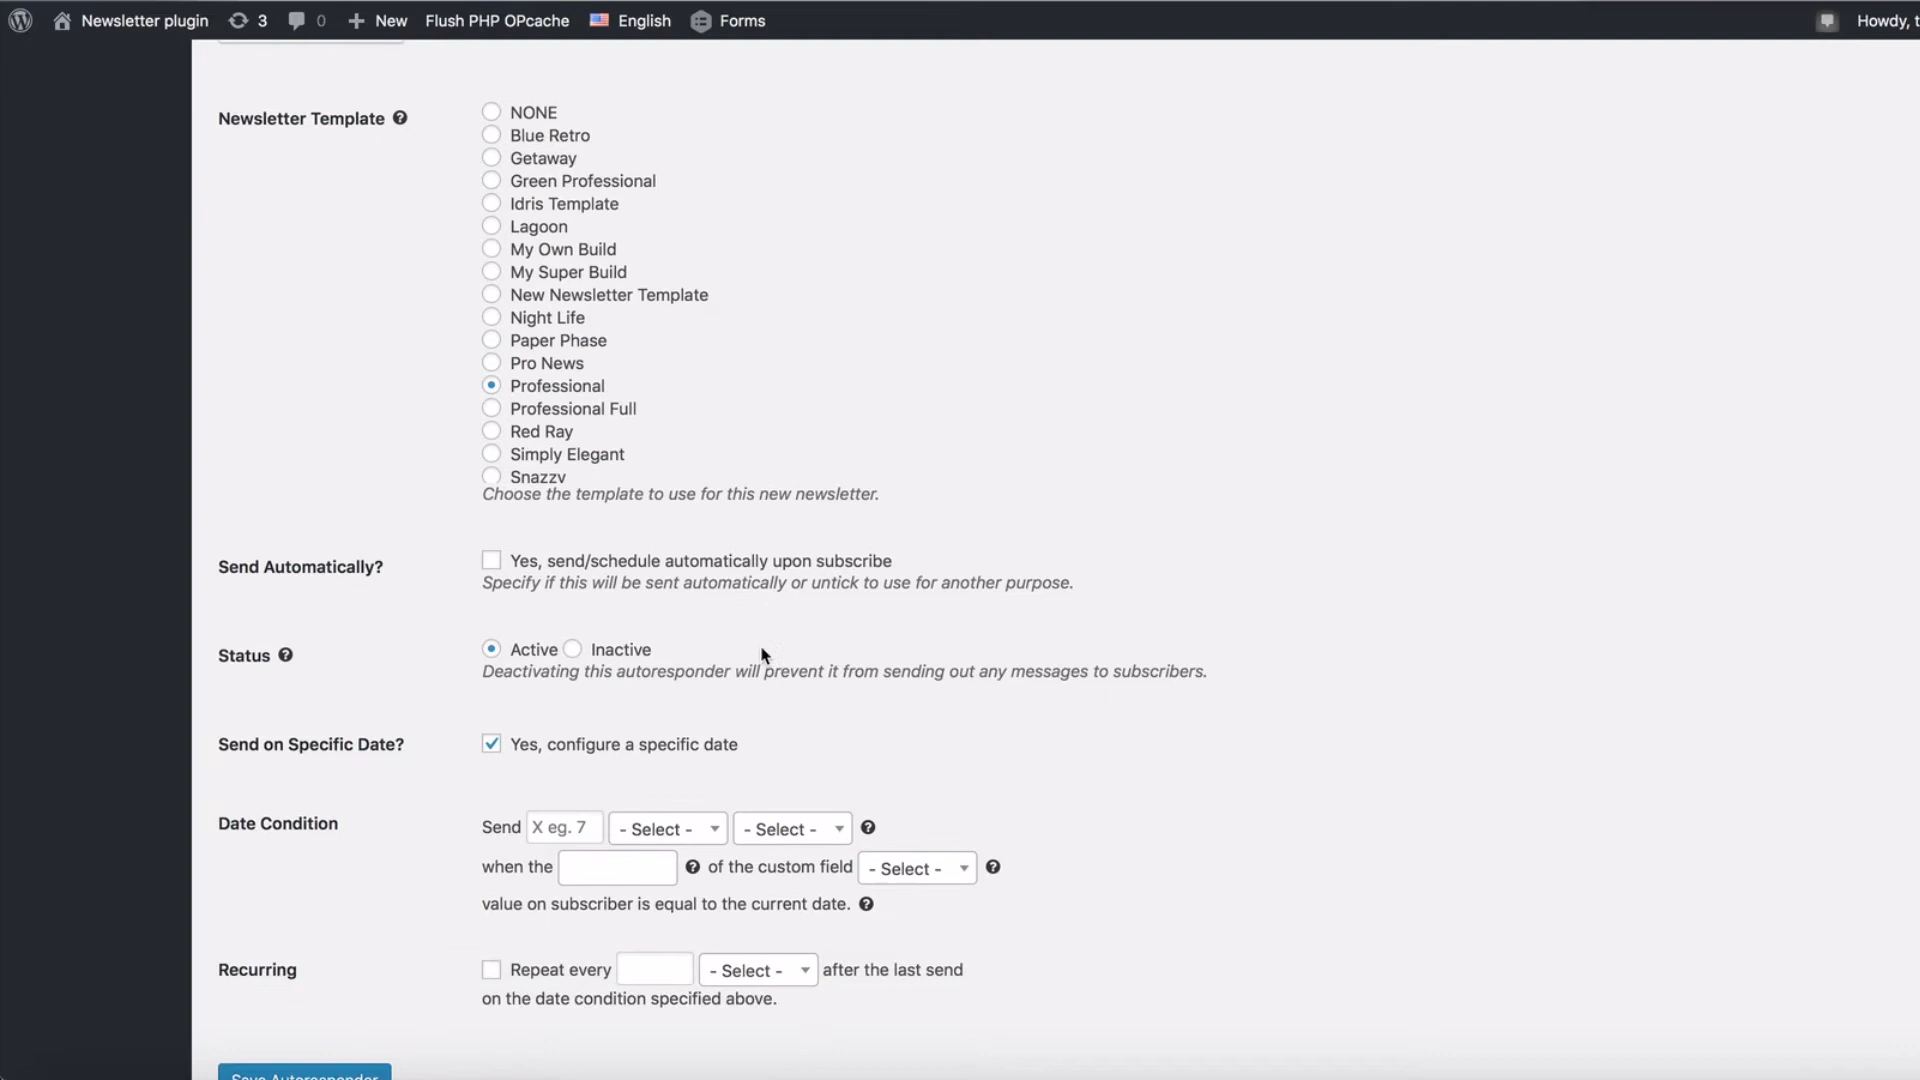 Newsletter plugin 3 0 New Flush PHP OPcache English Forms Howdy, t
Newsletter Template
NONE
Blue Retro
Getaway
Green Professional
Idris Template
Lagoon
My Own Build
My Super Build
New Newsletter Template
Night Life
Paper Phase
Pro News
Professional
Professional Full
Red Ray
Simply Elegant
Snazzy
Choose the template to use for this new newsletter.
Send Automatically?
Yes, send/schedule automatically upon subscribe
Specify if this will be sent automatically or untick to use for another purpose.
Status
Active Inactive
Deactivating this autoresponder will prevent it from sending out any messages to subscribers.
Send on Specific Date?
Yes, configure a specific date
Date Condition
Send X eg. 7 - Select - - Select -
when the of the custom field - Select -
value on subscriber is equal to the current date.
Recurring
Repeat every - Select - after the last send
on the date condition specified above.
Save Autoresponder